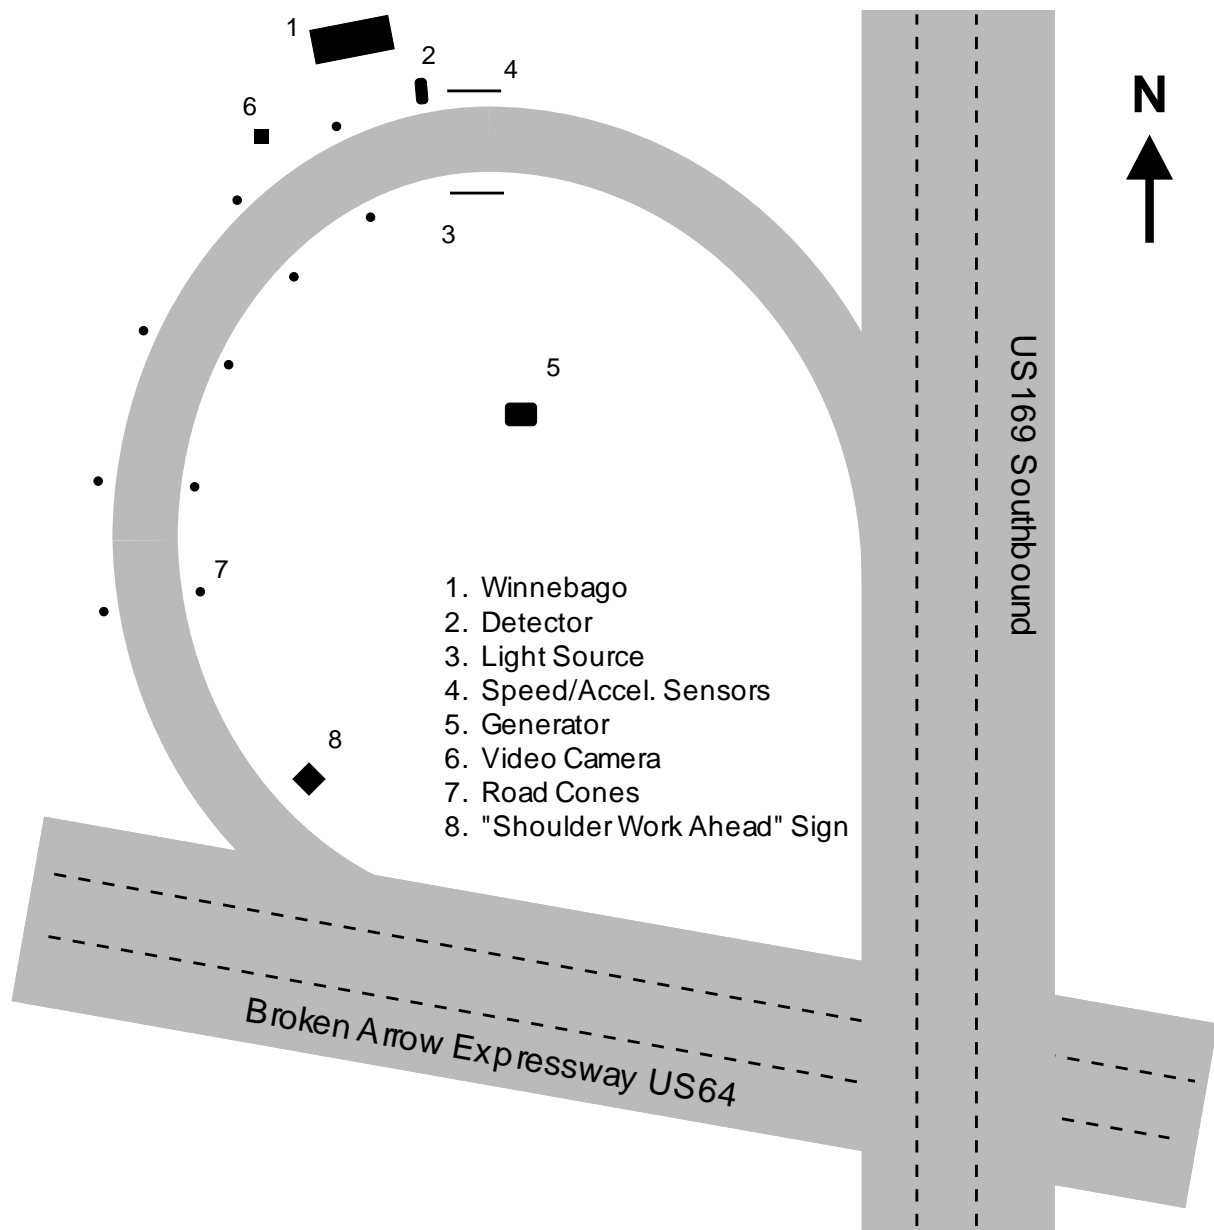 1
2
4
6
N
3
US169 Southbound
5
7
1. Winnebago
2. Detector
3. Light Source
4. Speed/Accel. Sensors
5. Generator
6. Video Camera
7. Road Cones
8. "Shoulder Work Ahead" Sign
8
Broken Arrow Expressway US64